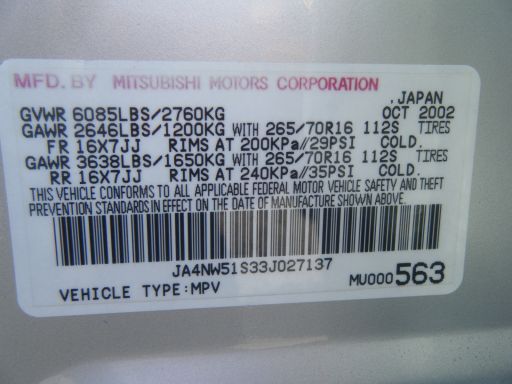 MFD. BY MITSUBISHI MOTORS CORPORATION
, JAPAN
GVWR 6085LBS/2760KG OCT 2002
GAWR 2646LBS/1200KG WITH 265/70R16 112S TIRES
FR 16X7JJ RIMS AT 200KPa/29PSI COLD.
GAWR 3638LBS/1650KG WITH 265/70R16 112S TIRES
RR 16X7JJ RIMS AT 240KPa/35PSI COLD.
THIS VEHICLE CONFORMS TO ALL APPLICABLE FEDERAL MOTOR VEHICLE SAFETY AND THEFT
PREVENTION STANDARDS IN EFFECT ON THE DATE OF MANUFACTURE SHOWN ABOVE.
JA4NW51S33J027137
VEHICLE TYPE:MPV MU000563